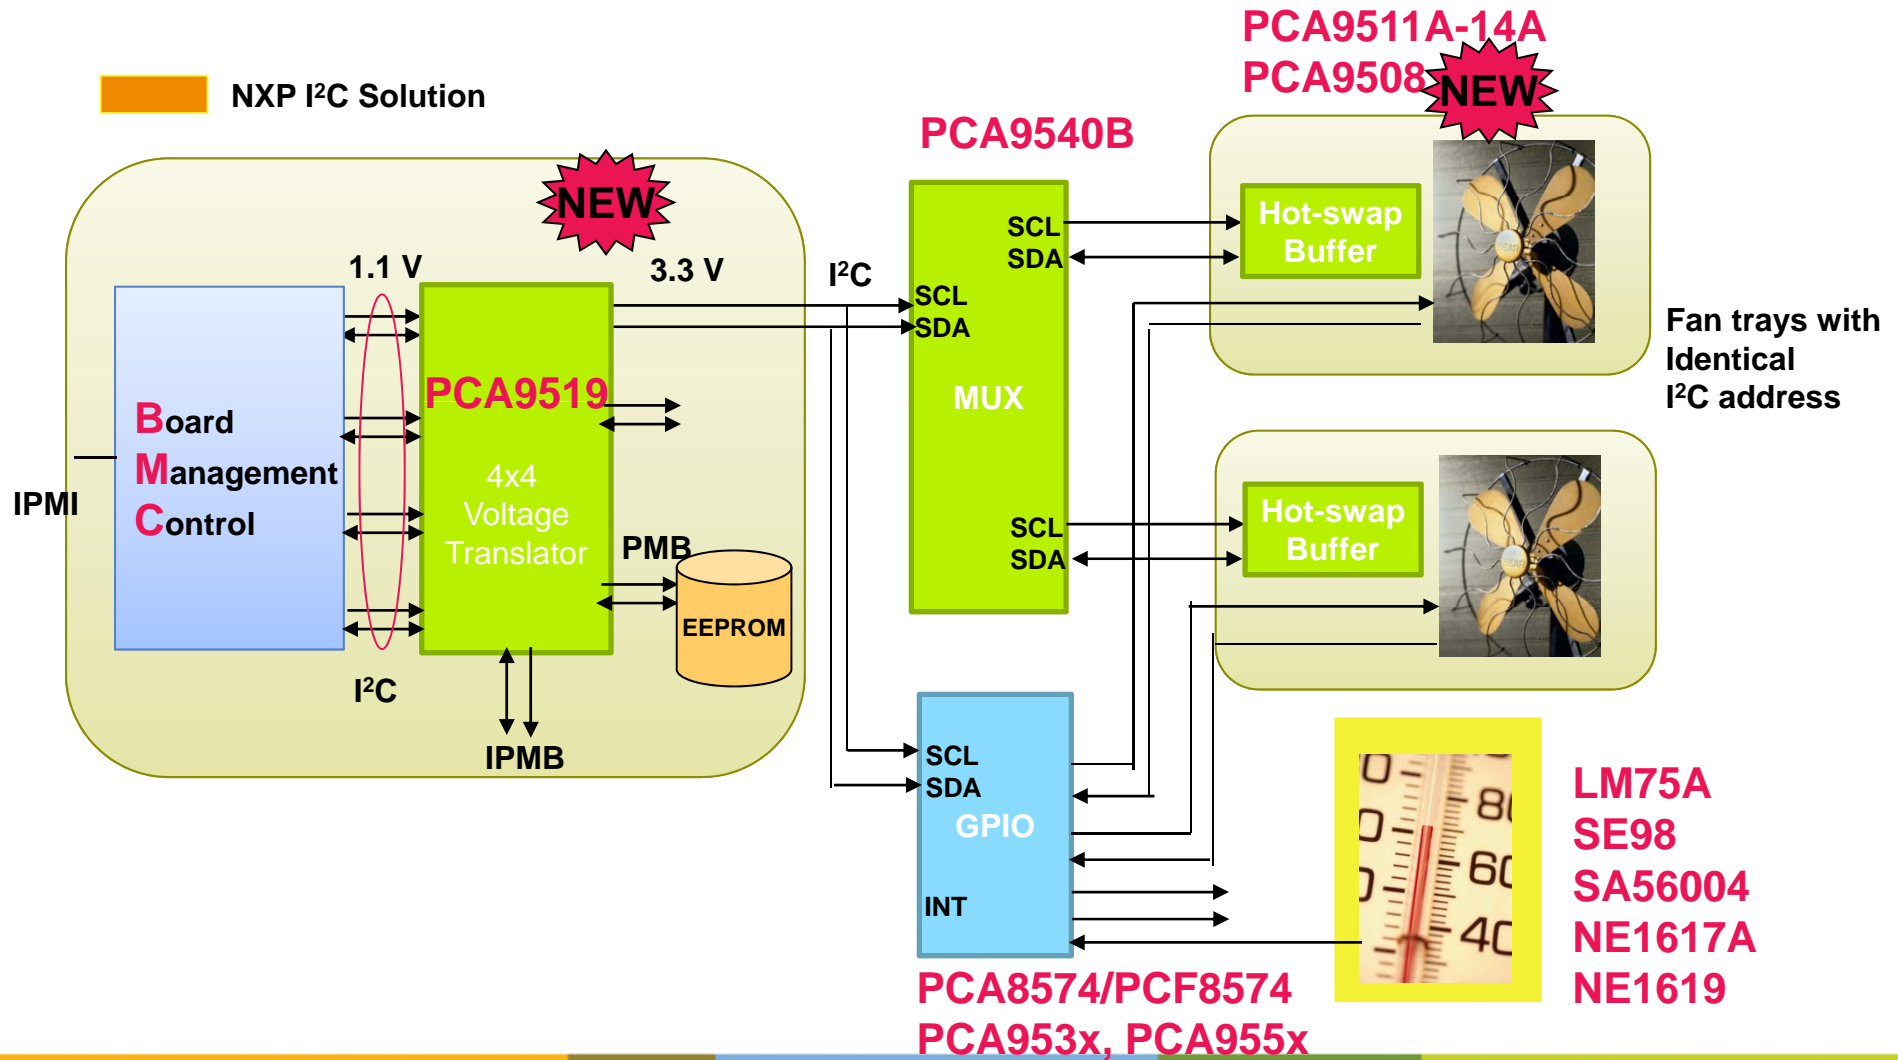 PCA9511A-14A
PCA9508
NEW
NXP I²C Solution
PCA9540B
NEW
1.1 V
3.3 V
I²C
SCL
SDA
SCL
SDA
MUX
SCL
SDA
Hot-swap
Buffer
Fan trays with
Identical
I²C address
Hot-swap
Buffer
PCA9519
4x4
Voltage
Translator
Board
Management
Control
IPMI
PMB
EEPROM
I²C
IPMB
SCL
SDA
GPIO
INT
80
60
40
LM75A
SE98
SA56004
NE1617A
NE1619
PCA8574/PCF8574
PCA953x, PCA955x